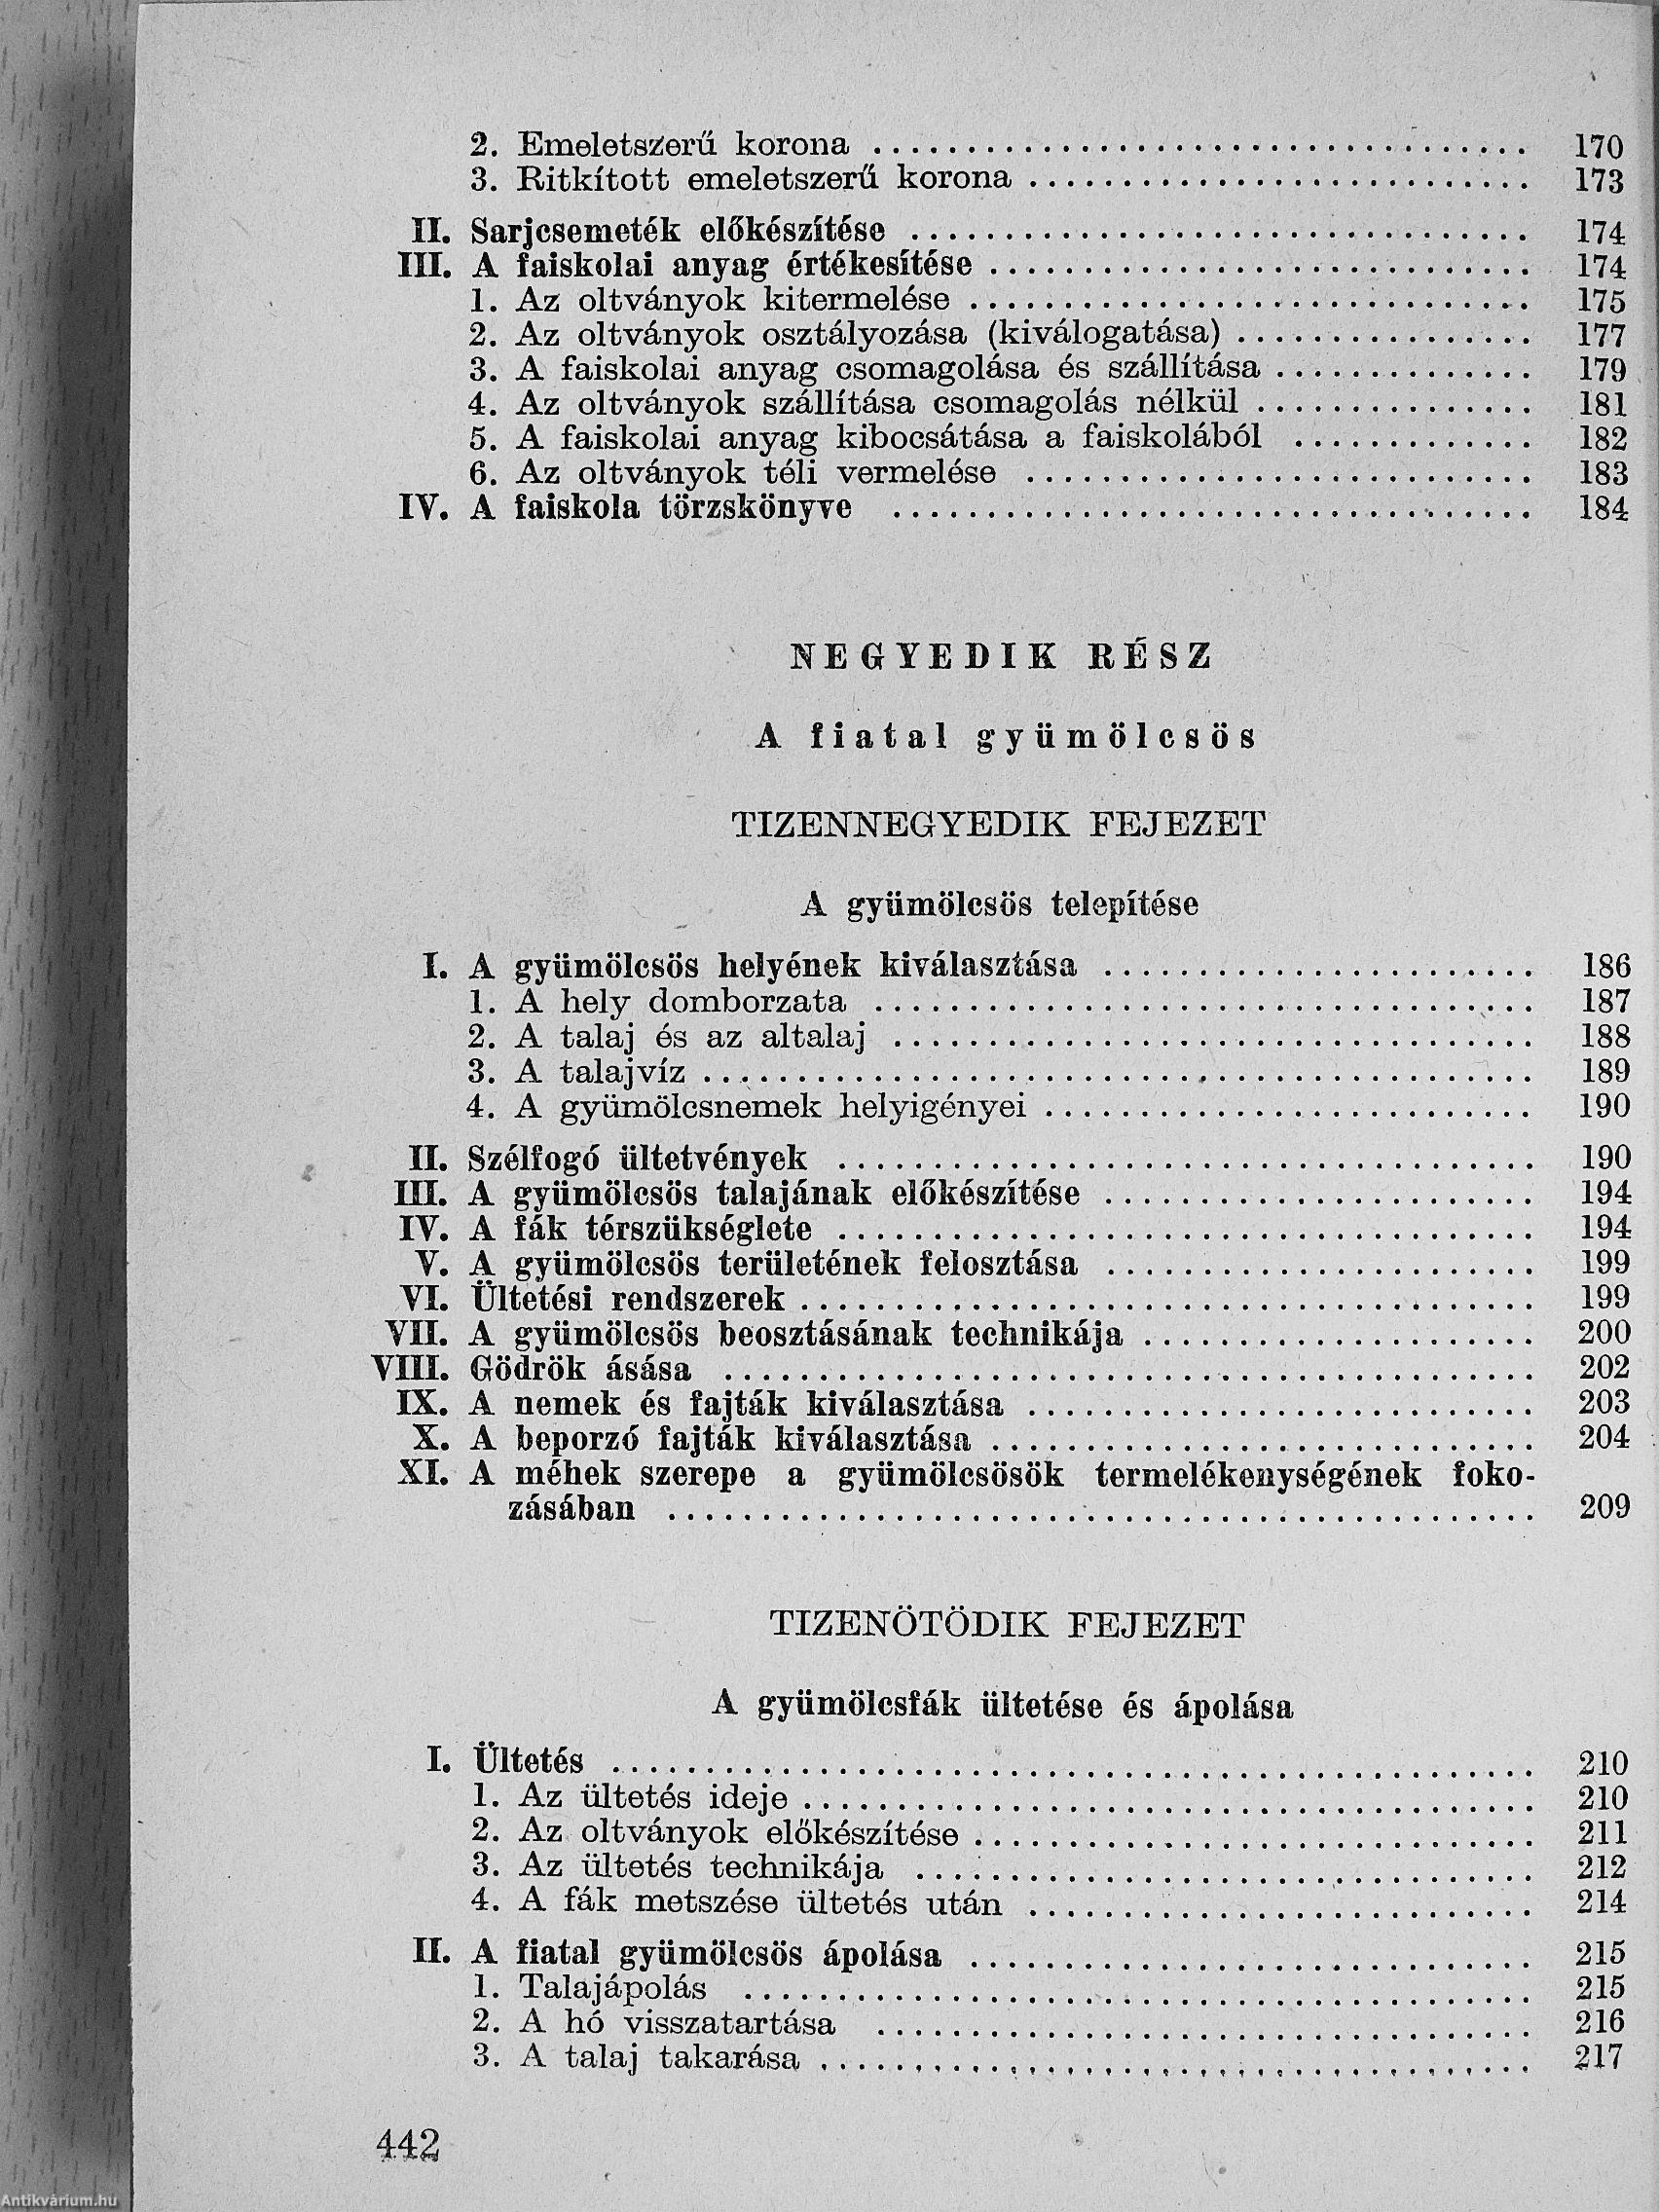 2. Emeletszerű korona ........................................ 170
3. Ritkított emeletszerű korona ........................................ 173
II. Sarjcsemeték előkészítése ........................................ 174
III. A faiskolai anyag értékesítése ........................................ 174
1. Az oltványok kitermelése ........................................ 175
2. Az oltványok osztályozása (kiválogatása) .................... 177
3. A faiskolai anyag csomagolása és szállítása .................... 179
4. Az oltványok szállítása csomagolás nélkül .................... 181
5. A faiskolai anyag kibocsátása a faiskolából .................... 182
6. Az oltványok téli vermelése .............................. 183
IV. A faiskola törzskönyve ........................................ 184
NEGYEDIK RÉSZ
A fiatal gyümölcsös
TIZENNEGYEDIK FEJEZET
A gyümölcsös telepítése
I. A gyümölcsös helyének kiválasztása .............................. 186
1. A hely domborzata ........................................ 187
2. A talaj és az altalaj ........................................ 188
3. A talajvíz ........................................ 189
4. A gyümölcsnemek helyigényei .............................. 190
II. Szélfogó ültetvények ........................................ 190
III. A gyümölcsös talajának előkészítése .............................. 194
IV. A fák térszükséglete ........................................ 194
V. A gyümölcsös területének felosztása .............................. 199
VI. Ültetési rendszerek ........................................ 199
VII. A gyümölcsös beosztásának technikája .............................. 200
VIII. Gödrök ásása ........................................ 202
IX. A nemek és fajták kiválasztása .............................. 203
X. A beporzó fajták kiválasztása .............................. 204
XI. A méhek szerepe a gyümölcsösök termelékenységének foko-
zásában ........................................ 209
TIZENÖTÖDIK FEJEZET
A gyümölcsfák ültetése és ápolása
I. Ültetés ........................................ 210
1. Az ültetés ideje ........................................ 210
2. Az oltványok előkészítése .............................. 211
3. Az ültetés technikája ........................................ 212
4. A fák metszése ültetés után .............................. 214
II. A fiatal gyümölcsös ápolása .............................. 215
1. Talajápolás ........................................ 215
2. A hó visszatartása ........................................ 216
3. A talaj takarása ........................................ 217
442
Antikvárium.hu